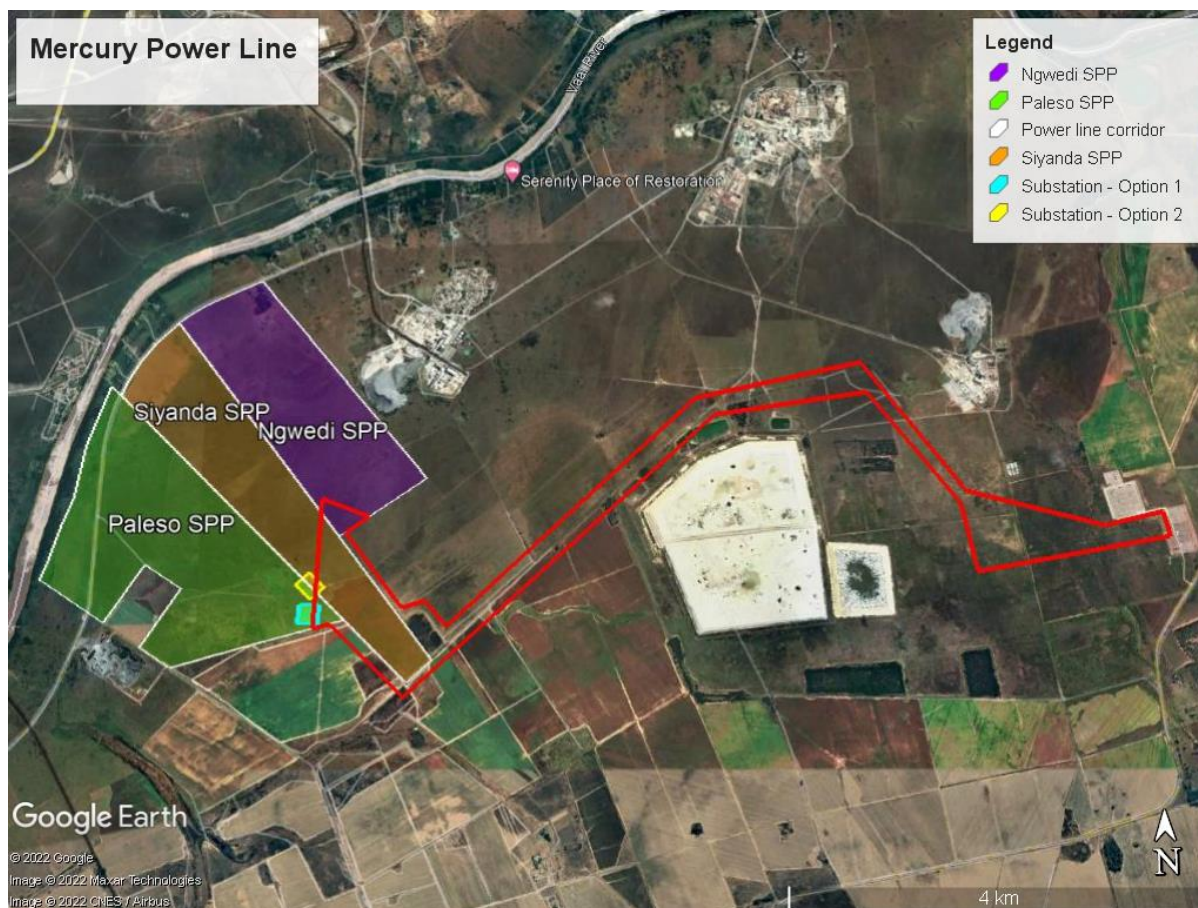 Mercury Power Line
Legend
Ngwedi SPP
Paleso SPP
Power line corridor
Siyanda SPP
Substation - Option 1
Substation - Option 2
Vaal River
Serenity Place of Restoration
Siyanda SPP
Ngwedi SPP
Paleso SPP
Google Earth
© 2022 Google
Image © 2022 Maxar Technologies
Image © 2022 CNES / Airbus
N
4 km